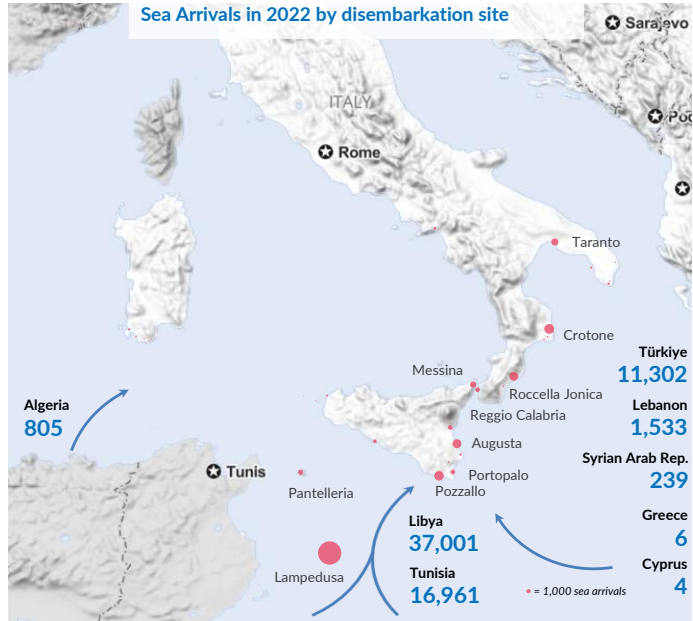 Sea Arrivals in 2022 by disembarkation site
Sarajevo
ITALY
Rome
Taranto
Crotone
Türkiye
11,302
Messina
Roccella Jonica
Reggio Calabria
Algeria
805
Lebanon
1,533
Augusta
Syrian Arab Rep.
239
Tunis
Portopalo
Pozzallo
Pantelleria
Libya
37,001
Greece
6
Lampedusa
Tunisia
16,961
Cyprus
4
= 1,000 sea arrivals